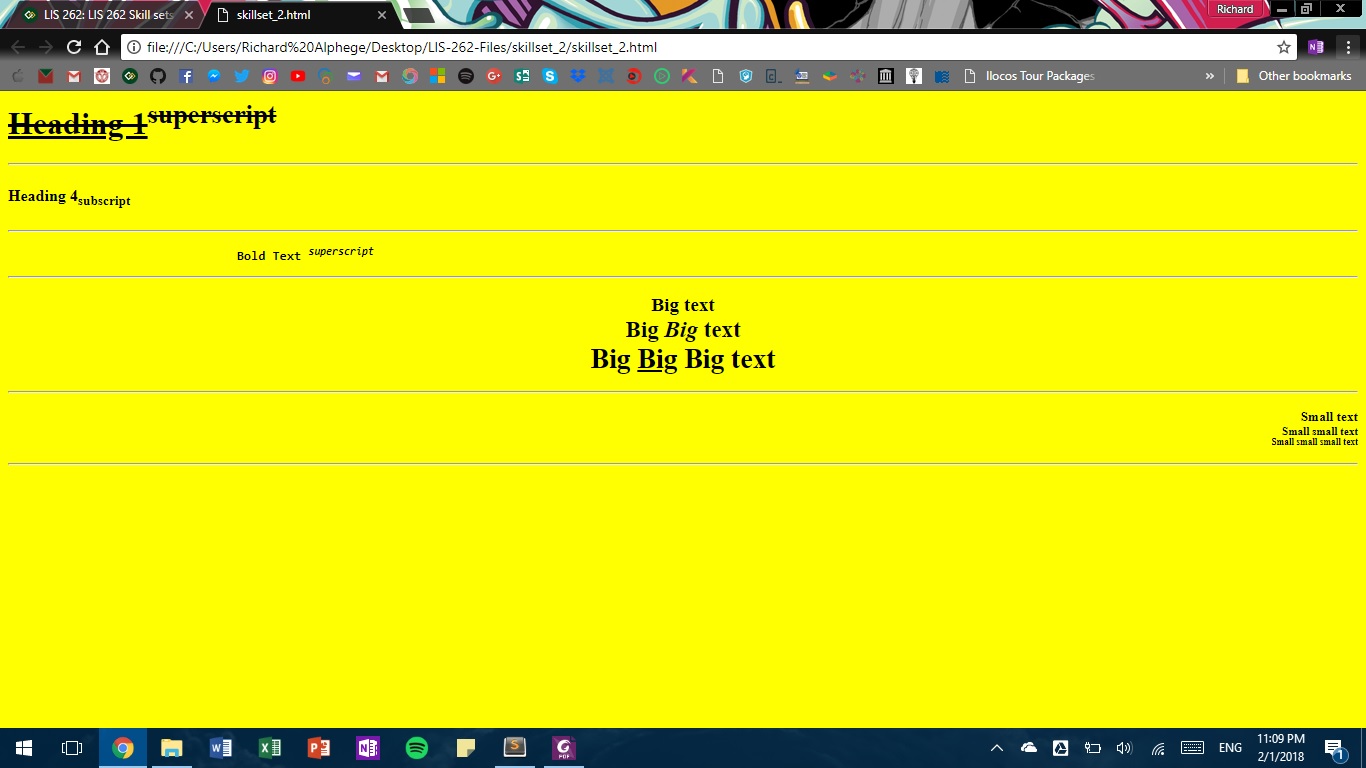 LIS 262: LIS 262 Skill sets
skillset_2.html
Richard
file:///C:/Users/Richard%20Alphege/Desktop/LIS-262-Files/skillset_2/skillset_2.html
Ilocos Tour Packages
» Other bookmarks
Heading 1superscript
Heading 4subscript
Bold Text superscript
Big text
Big Big text
Big Big Big text
Small text
Small small text
Small small small text
ENG
11:09 PM
2/1/2018
1